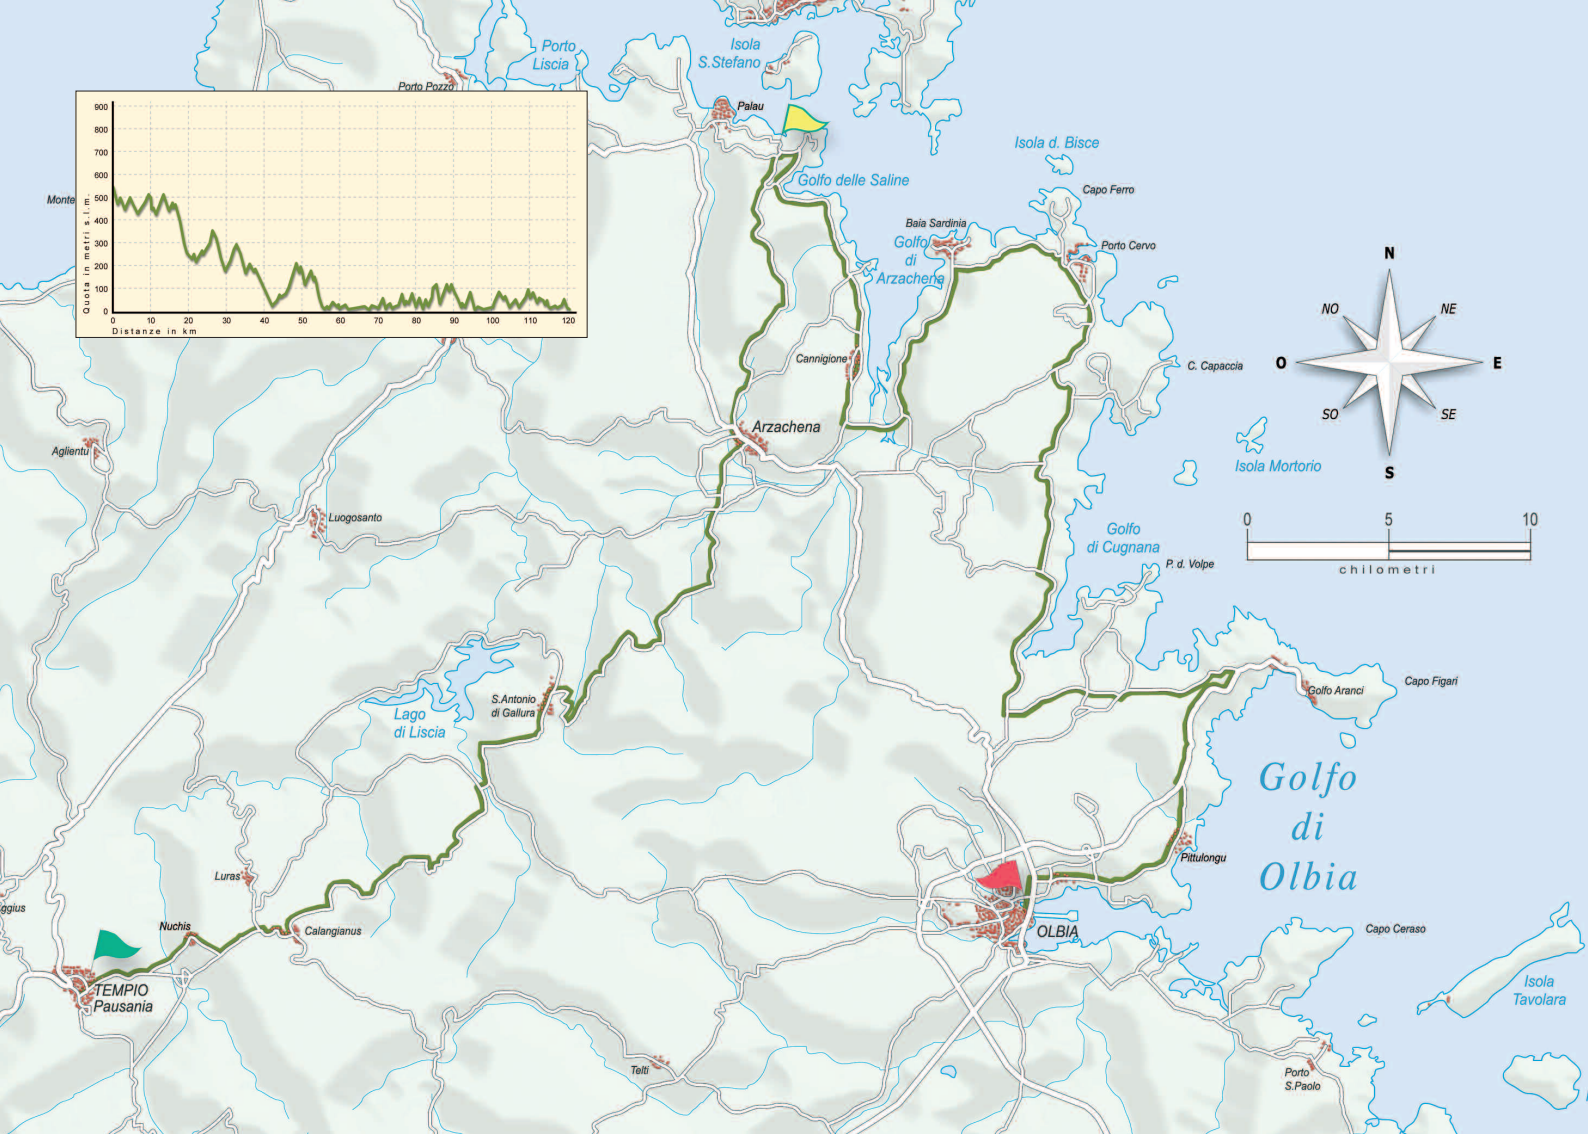 Porto
Liscia
Isola
S.Stefano
Porto Pozzo
Palau
Isola d. Bisce
Golfo delle Saline
Capo Ferro
Monte
Baia Sardinia
Porto Cervo
Golfo
di
Arzachena
900
800
700
600
500
400
300
200
100
0
Quota in metri s.l.m.
0 10 20 30 40 50 60 70 80 90 100 110 120
Distanze in km
N
NO
NE
O
E
SO
SE
S
Cannigione
C. Capaccia
Arzachena
Aglientu
Isola Mortorio
Luogosanto
0 5 10
chilometri
Golfo
di Cugnana
P. d. Volpe
S.Antonio
di Gallura
Lago
di Liscia
Golfo Aranci
Capo Figari
Golfo
di
Olbia
Pittulongu
Luras
ggius
Nuchis
Calangianus
OLBIA
Capo Ceraso
TEMPIO
Pausania
Isola
Tavolara
Telti
Porto
S.Paolo